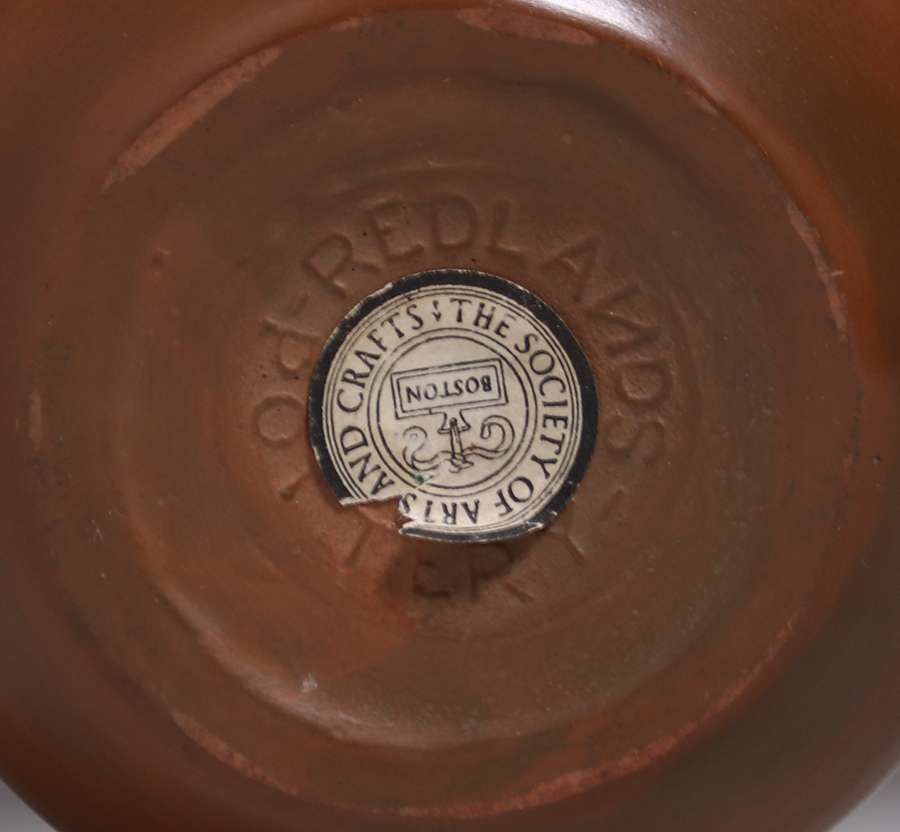 REDLANDS
POTTERY
THE SOCIETY OF ARTS AND CRAFTS
BOSTON